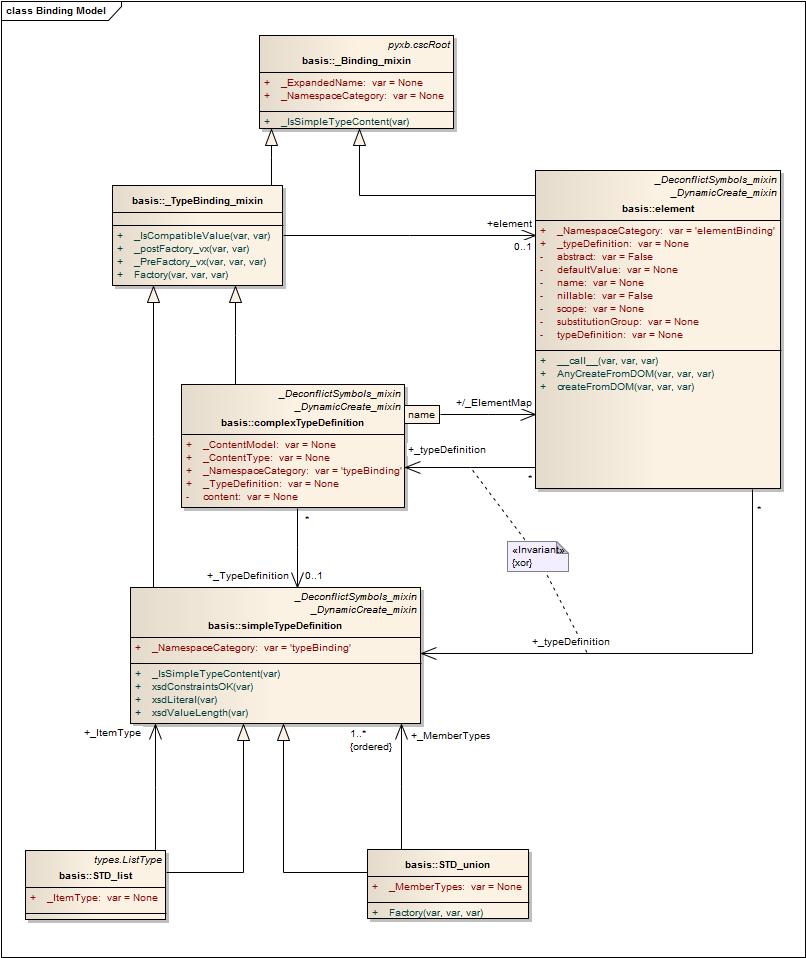 class Binding Model
pyxb.cscRoot
basis::_Binding_mixin
+ _ExpandedName: var = None
+ _NamespaceCategory: var = None
+ _IsSimpleTypeContent(var)
_DeconflictSymbols_mixin
_DynamicCreate_mixin
basis::element
+ _NamespaceCategory: var = 'elementBinding'
+ _typeDefinition: var = None
- abstract: var = False
- defaultValue: var = None
- name: var = None
- nillable: var = False
- scope: var = None
- substitutionGroup: var = None
- typeDefinition: var = None
+ __call__(var, var, var)
+ AnyCreateFromDOM(var, var, var)
+ createFromDOM(var, var, var)
basis::_TypeBinding_mixin
+ _IsCompatibleValue(var, var)
+ _postFactory_vx(var, var)
+ _PreFactory_vx(var, var, var)
+ Factory(var, var, var)
+element
0..1
_DeconflictSymbols_mixin
_DynamicCreate_mixin
basis::complexTypeDefinition
+ _ContentModel: var = None
+ _ContentType: var = None
+ _NamespaceCategory: var = 'typeBinding'
+ _TypeDefinition: var = None
- content: var = None
name
+/_ElementMap
+_typeDefinition
*
*
*
«Invariant»
{xor}
+_TypeDefinition
0..1
_DeconflictSymbols_mixin
_DynamicCreate_mixin
basis::simpleTypeDefinition
+ _NamespaceCategory: var = 'typeBinding'
+ _IsSimpleTypeContent(var)
+ xsdConstraintsOK(var)
+ xsdLiteral(var)
+ xsdValueLength(var)
+_typeDefinition
+_ItemType
1..*
{ordered}
+_MemberTypes
types.ListType
basis::STD_list
+ _ItemType: var = None
basis::STD_union
+ _MemberTypes: var = None
+ Factory(var, var, var)